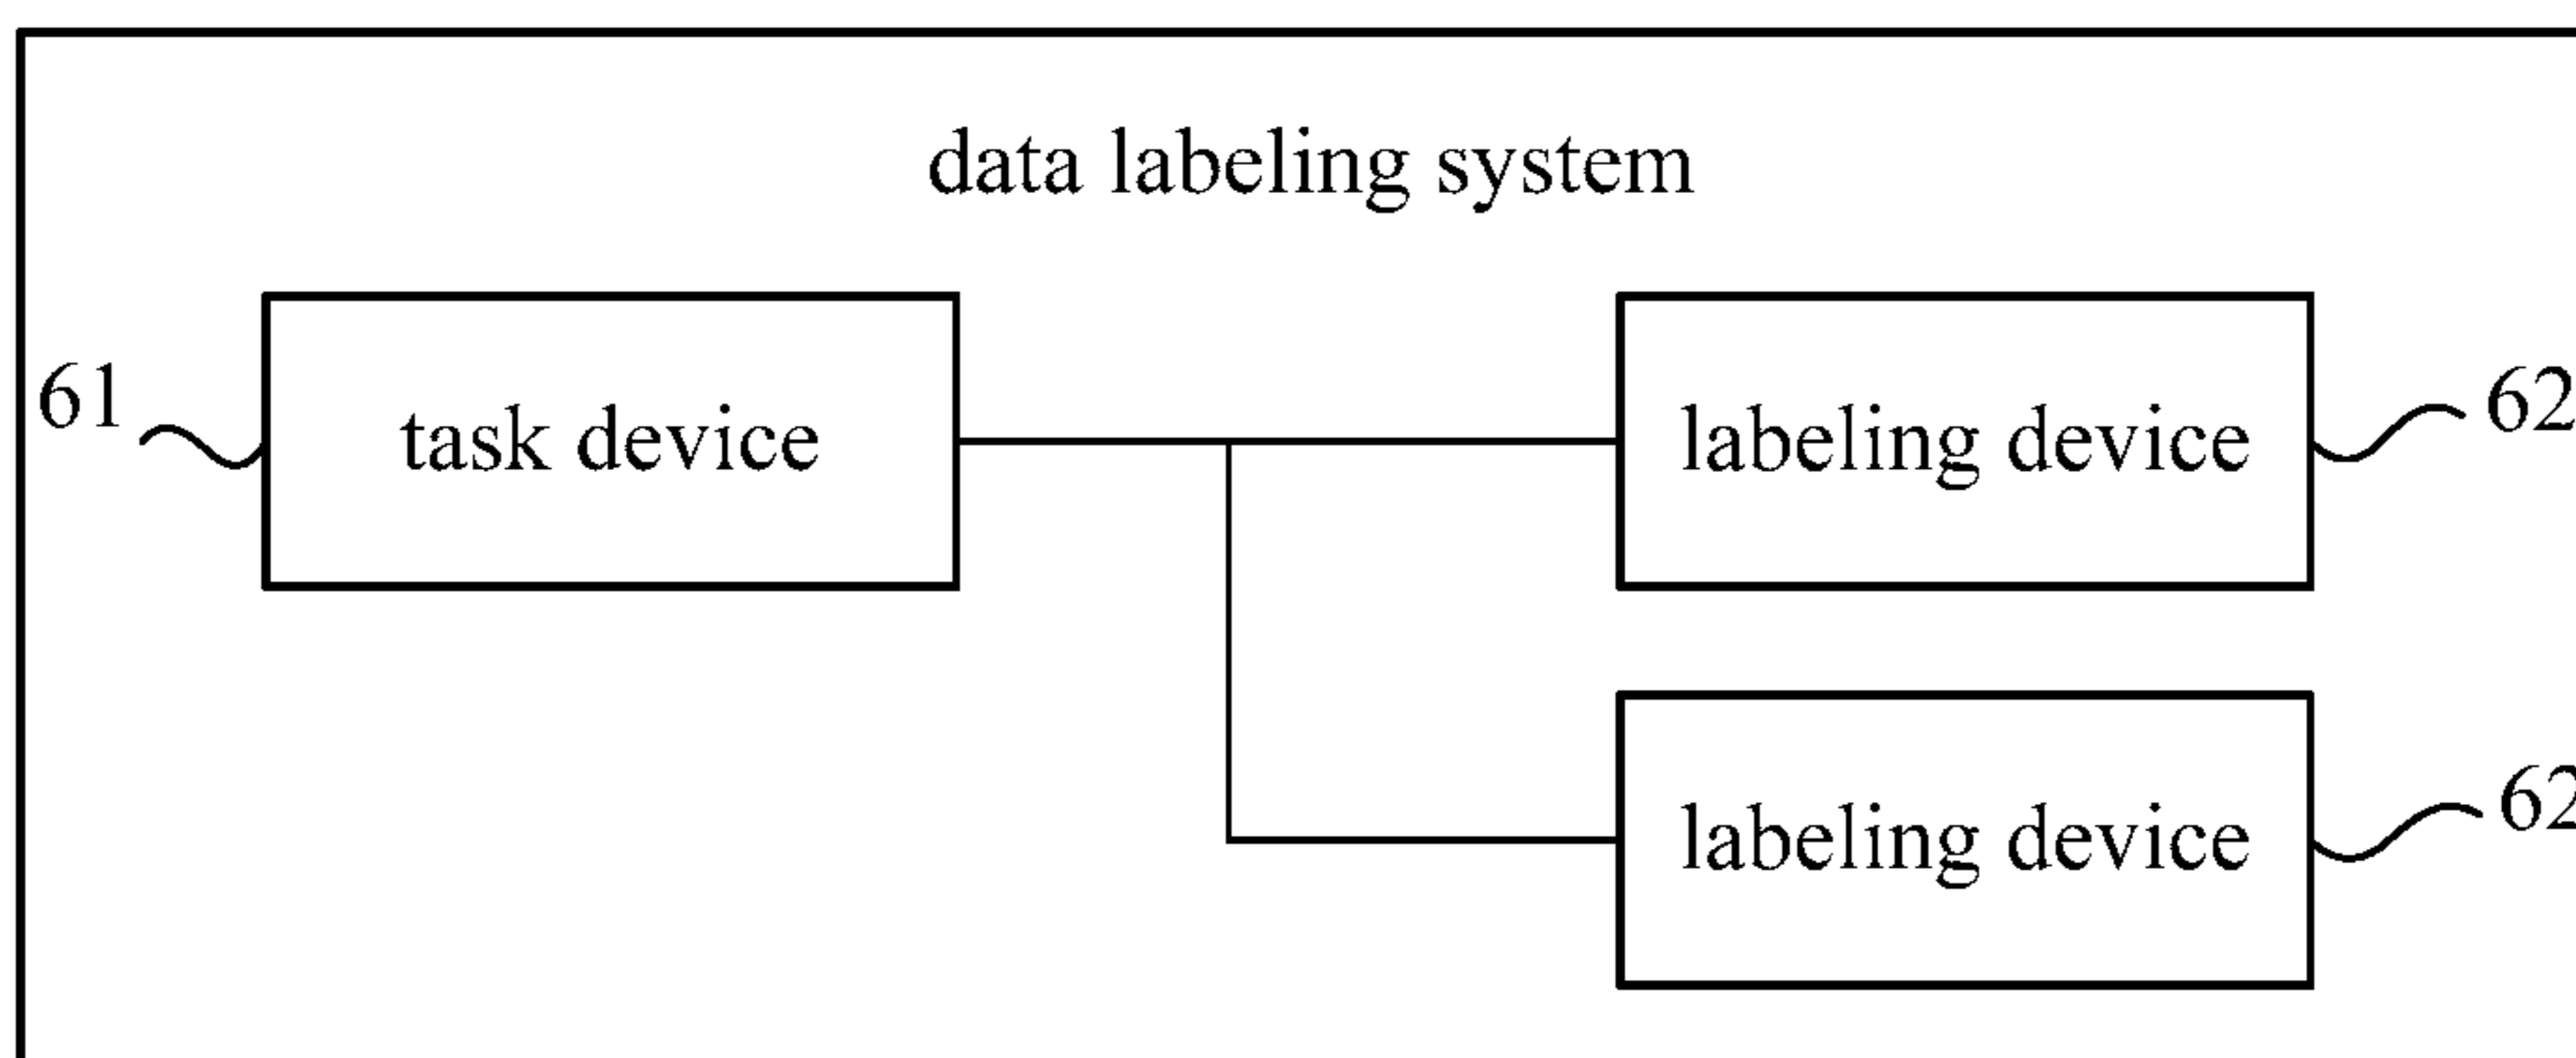 data labeling system
61 task device labeling device 62
labeling device 62